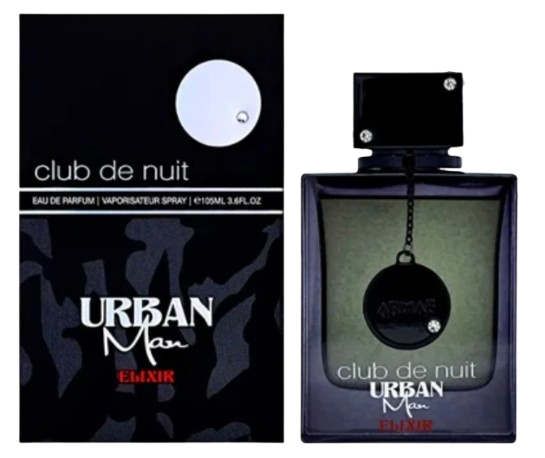 club de nuit
EAU DE PARFUM | VAPORISATEUR SPRAY | ℮105ML 3.6FL.OZ
URBAN
Man
ELIXIR
ARMAF
club de nuit
URBAN
Man
ELIXIR